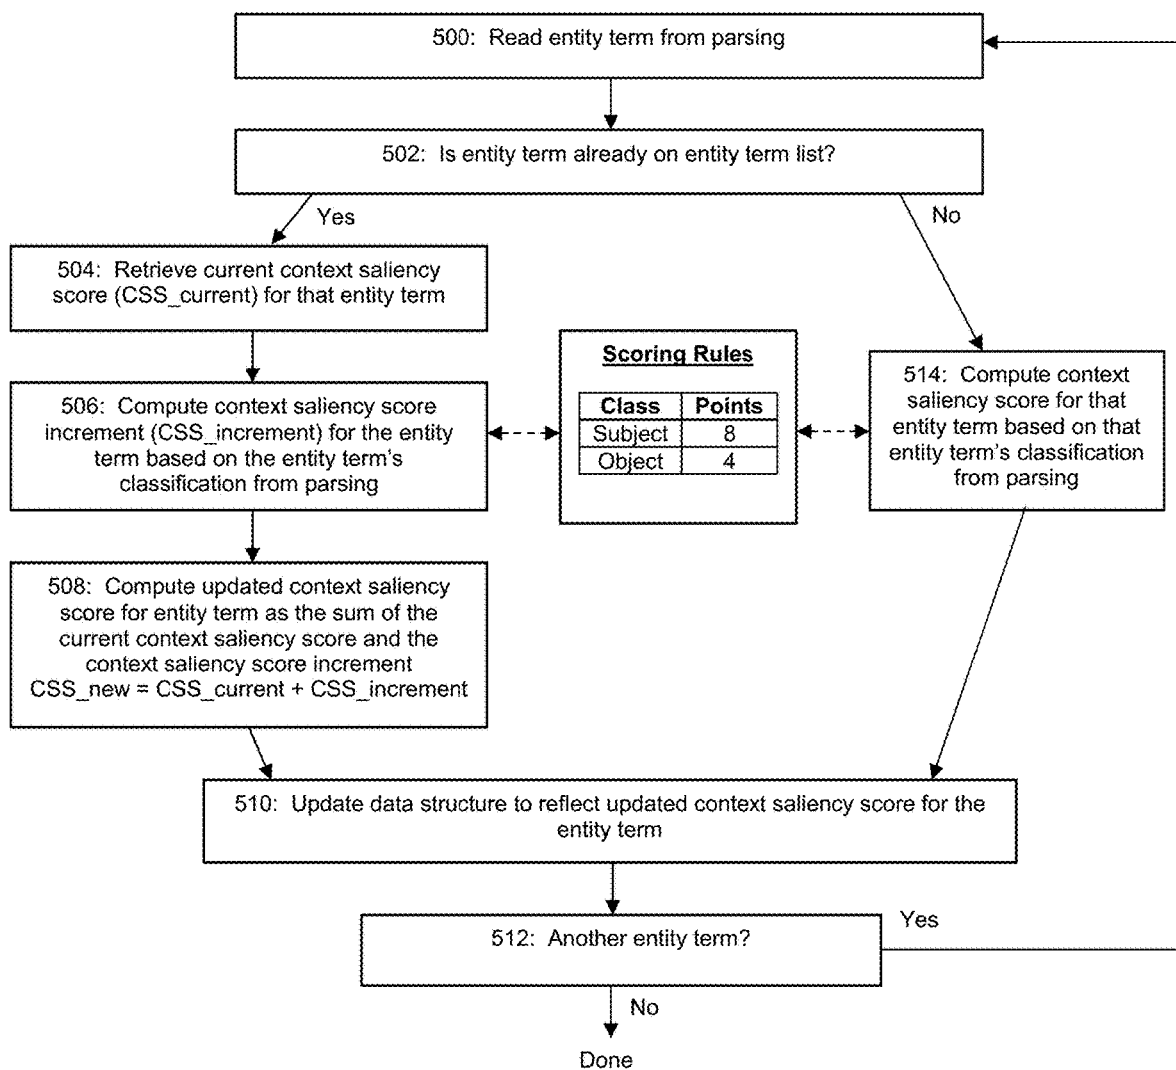 500: Read entity term from parsing
502: Is entity term already on entity term list?
Yes
No
504: Retrieve current context saliency
score (CSS_current) for that entity term
506: Compute context saliency score
increment (CSS_increment) for the entity
term based on the entity term's
classification from parsing
Scoring Rules
Class Points
Subject 8
Object 4
514: Compute context
saliency score for that
entity term based on that
entity term's classification
from parsing
508: Compute updated context saliency
score for entity term as the sum of the
current context saliency score and the
context saliency score increment
CSS_new = CSS_current + CSS_increment
510: Update data structure to reflect updated context saliency score for the
entity term
512: Another entity term?
Yes
No
Done